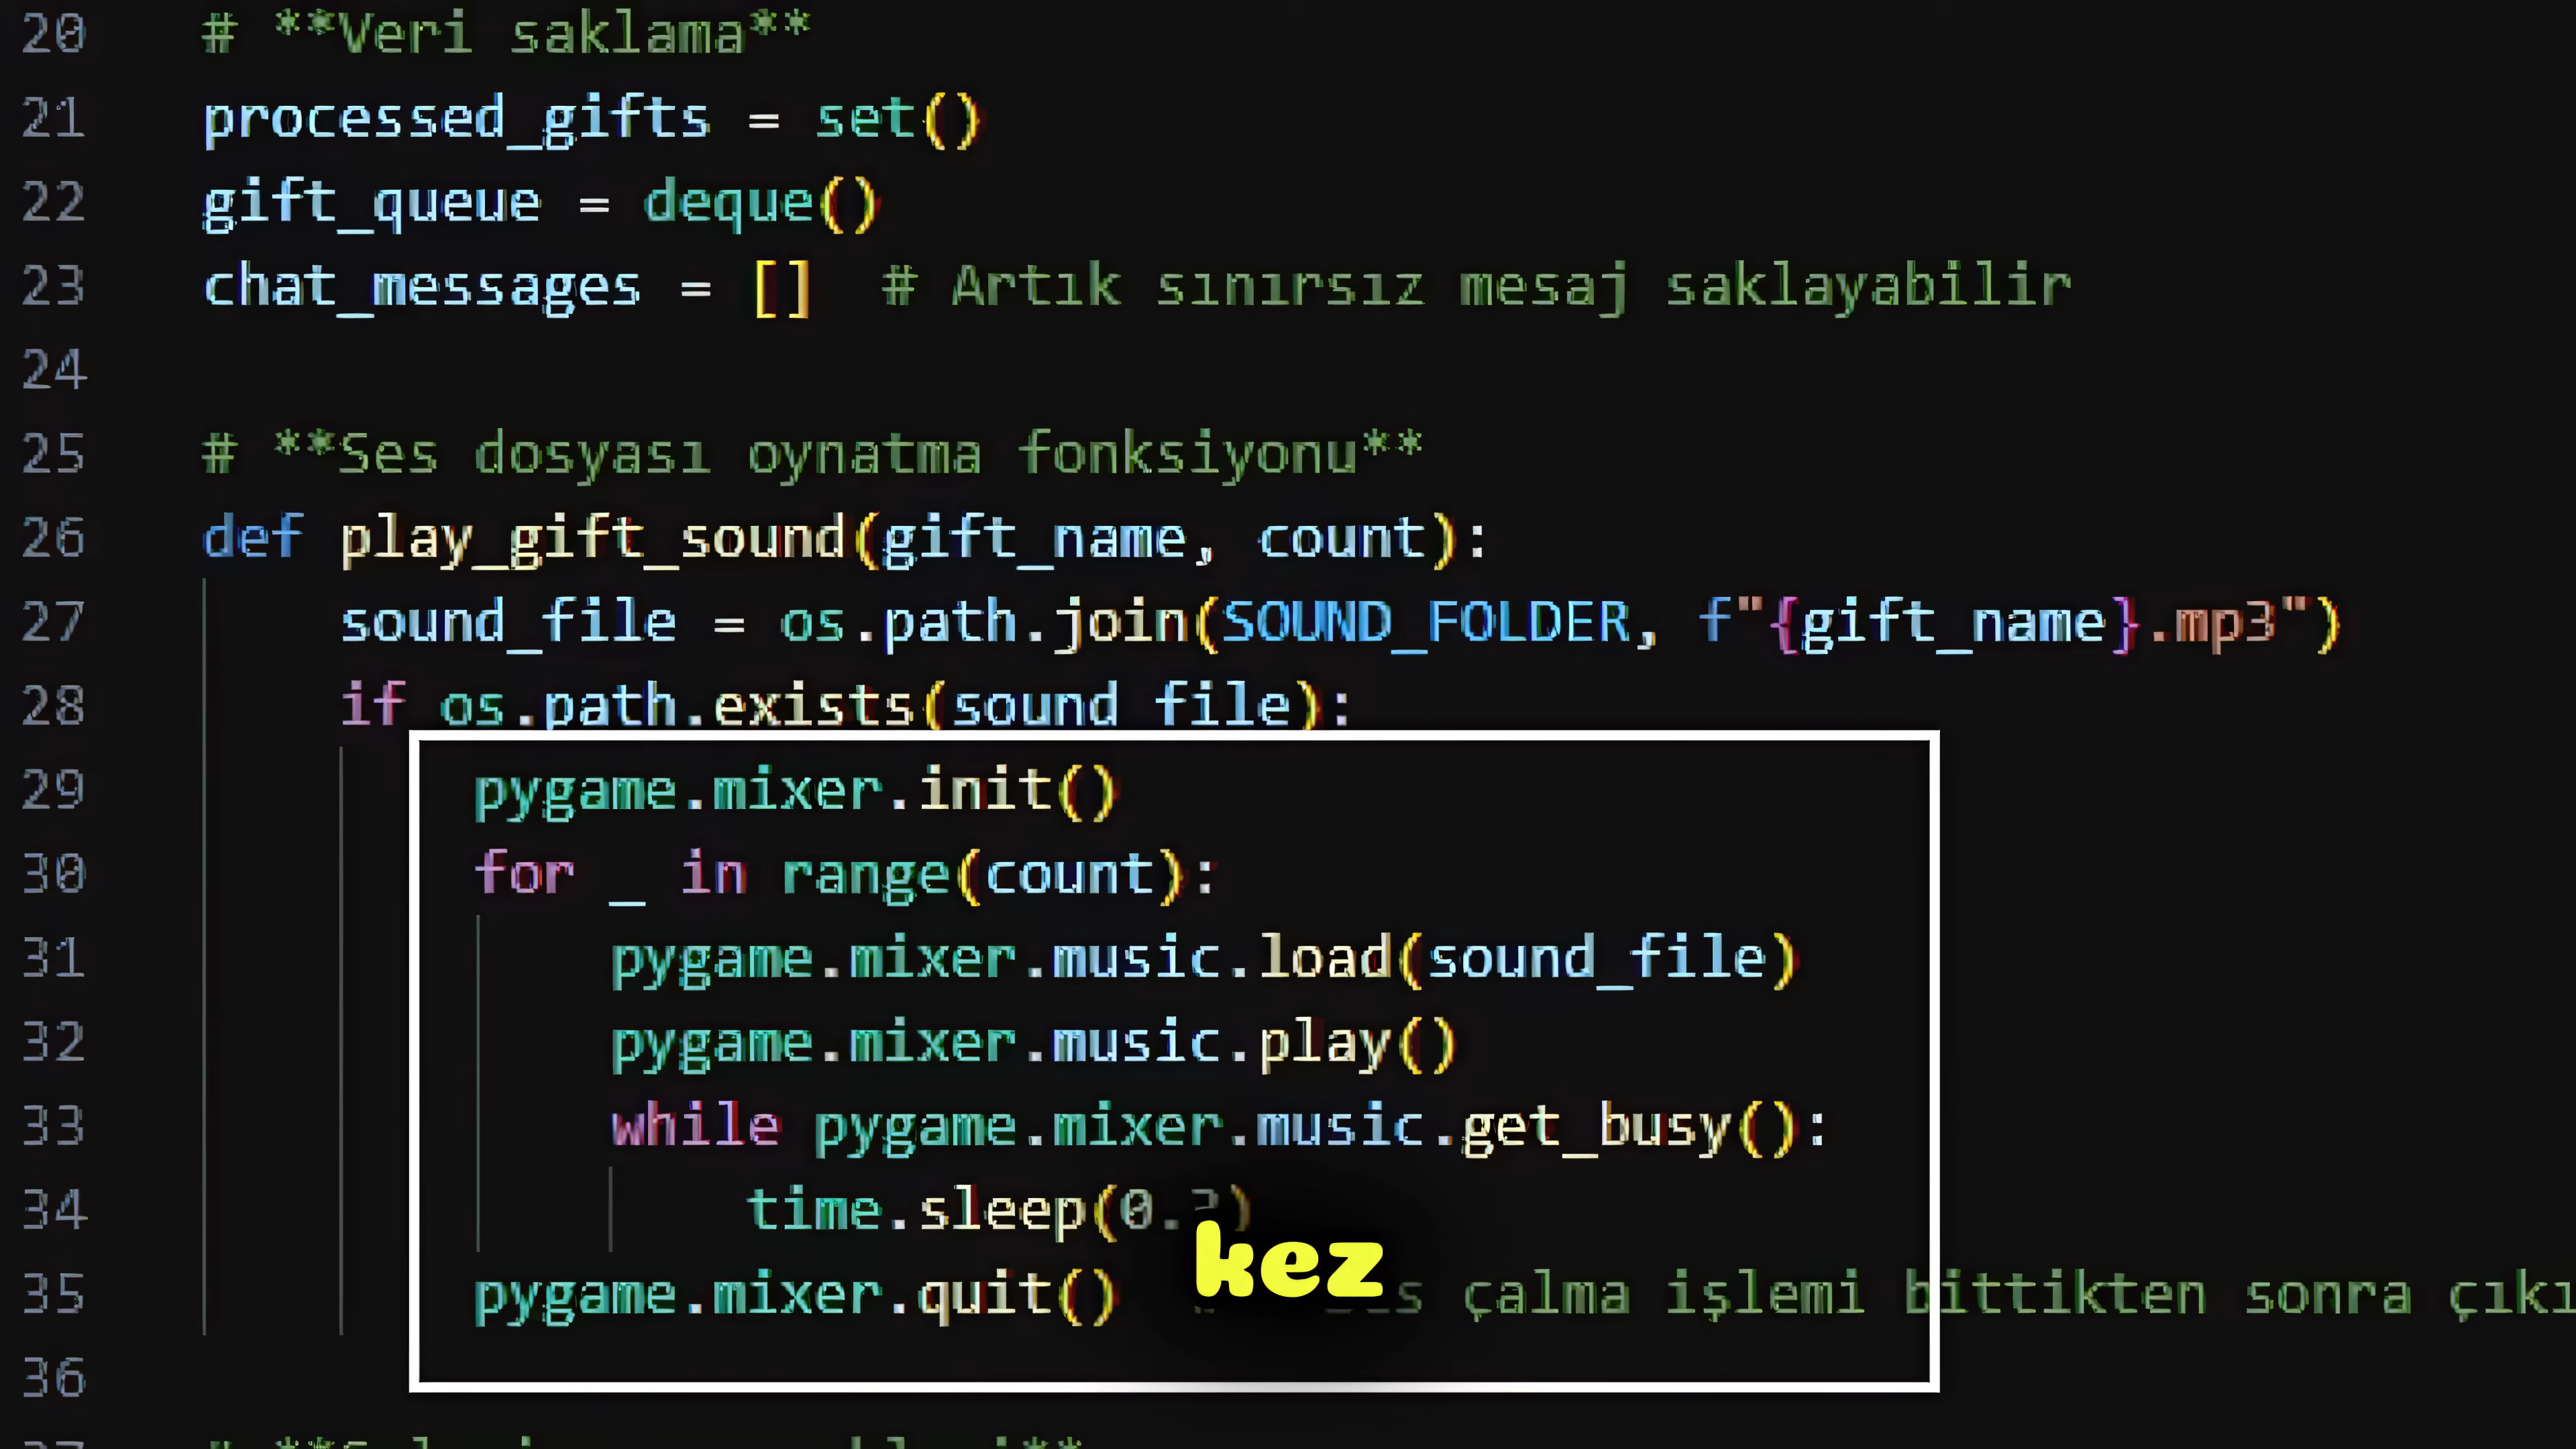 20 # **Veri saklama**
21 processed_gifts = set()
22 gift_queue = deque()
23 chat_messages = [] # Artık sınırsız mesaj saklayabilir
24
25 # **Ses dosyası oynatma fonksiyonu**
26 def play_gift_sound(gift_name, count):
27 sound_file = os.path.join(SOUND_FOLDER, f"{gift_name}.mp3")
28 if os.path.exists(sound_file):
29 pygame.mixer.init()
30 for _ in range(count):
31 pygame.mixer.music.load(sound_file)
32 pygame.mixer.music.play()
33 while pygame.mixer.music.get_busy():
34 time.sleep(
35 pygame.mixer.quit() çalma işlemi bittikten sonra
kez
36